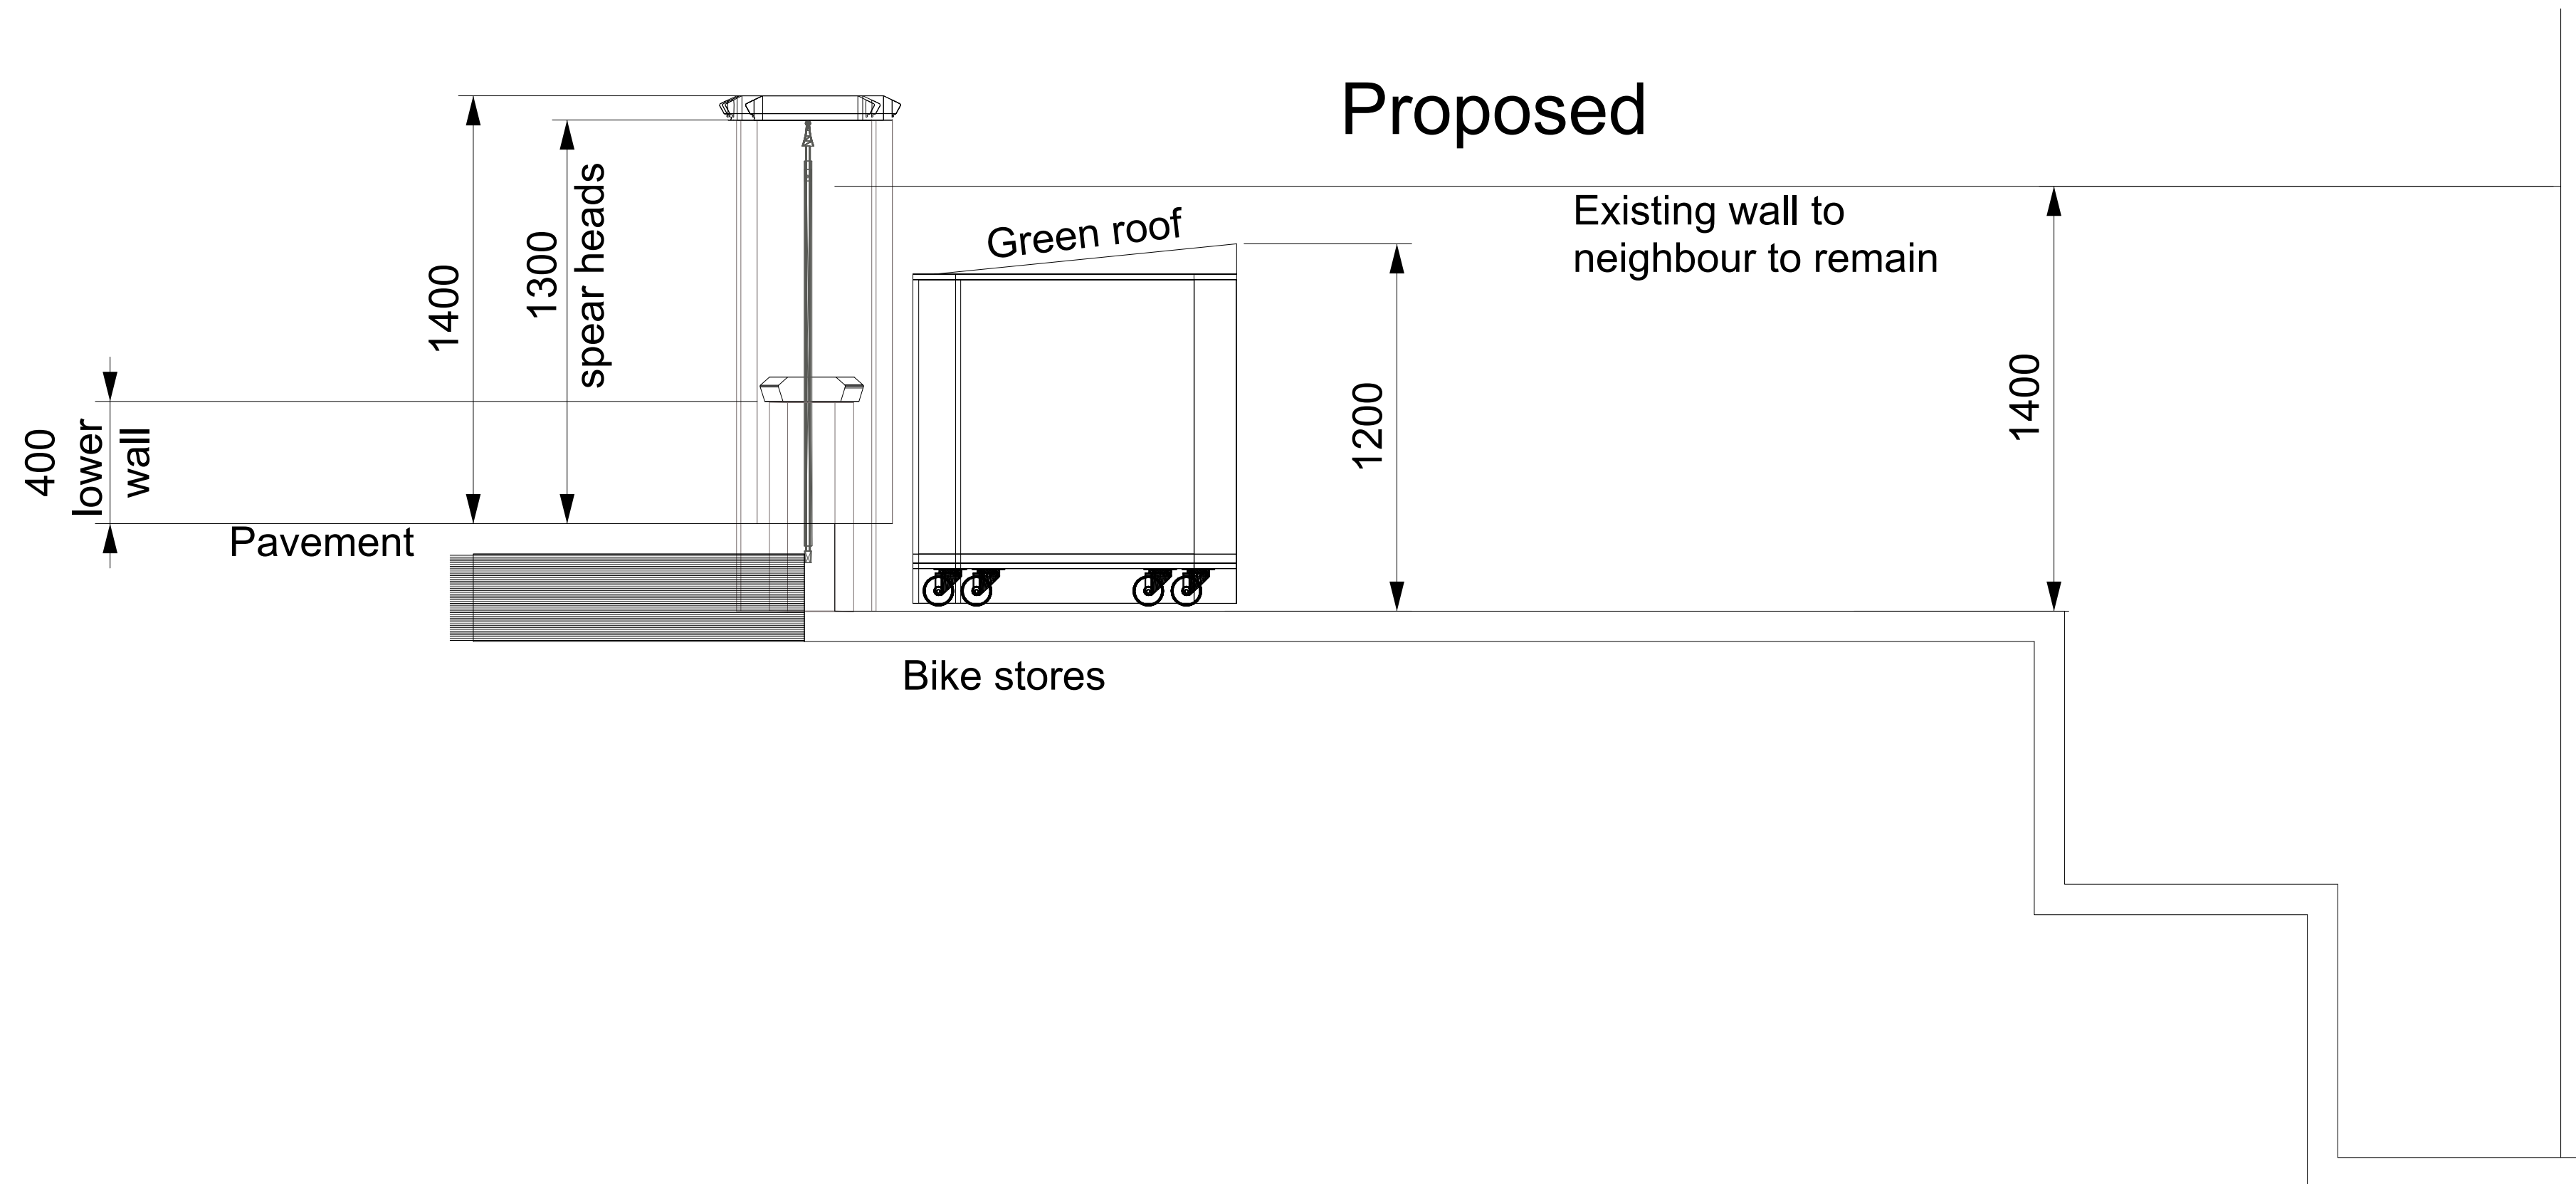 Proposed
1400
1300
spear heads
Green roof
Existing wall to
neighbour to remain
400
lower
wall
1200
1400
Pavement
Bike stores